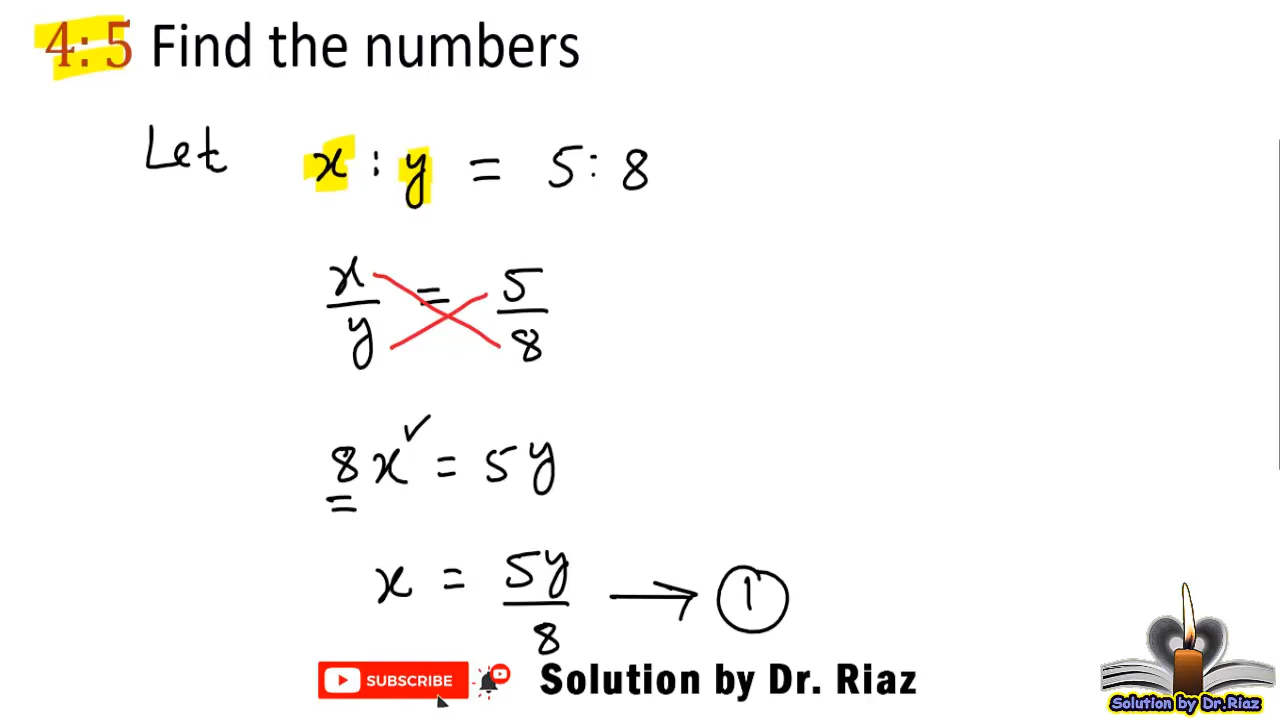 4: 5 Find the numbers
Let x : y = 5 : 8
x/y = 5/8
8x = 5y
x = 5y/8 → 1
SUBSCRIBE
Solution by Dr. Riaz
Solution by Dr.Riaz